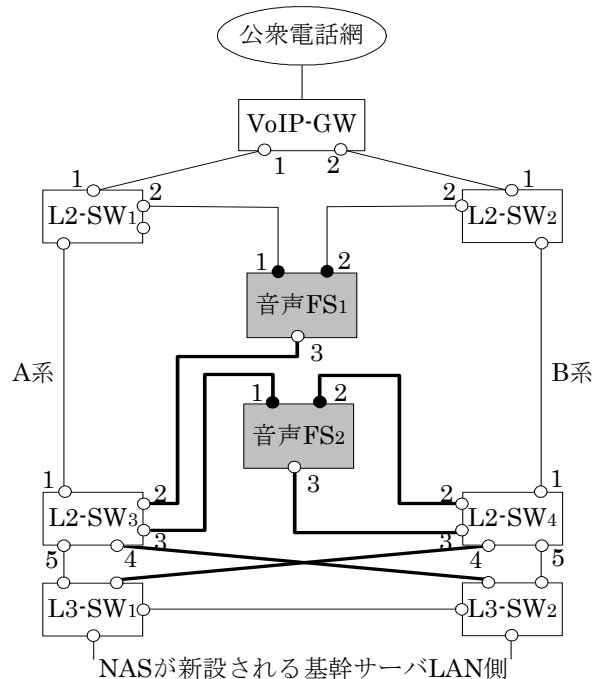 公衆電話網
VoIP-GW
1 2
1 2 2 1
L2-SW1 L2-SW2
1 2
音声FS1
3
A系 B系
1 2
音声FS2
3
1 2 2 1
L2-SW3 L2-SW4
3 3
5 4 4 5
L3-SW1 L3-SW2
NASが新設される基幹サーバLAN側